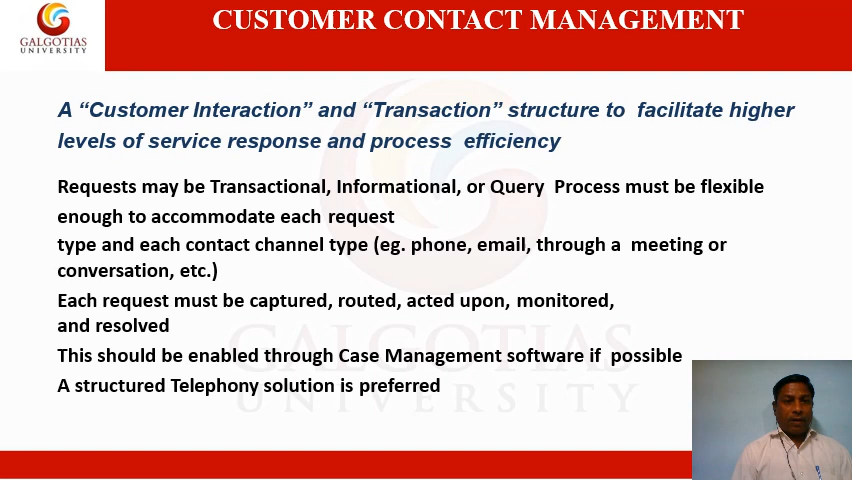 GALGOTIAS
UNIVERSITY
CUSTOMER CONTACT MANAGEMENT
A “Customer Interaction” and “Transaction” structure to facilitate higher
levels of service response and process efficiency
Requests may be Transactional, Informational, or Query Process must be flexible
enough to accommodate each request
type and each contact channel type (eg. phone, email, through a meeting or
conversation, etc.)
Each request must be captured, routed, acted upon, monitored,
and resolved
This should be enabled through Case Management software if possible
A structured Telephony solution is preferred
GALGOTIAS
UNIVERSITY